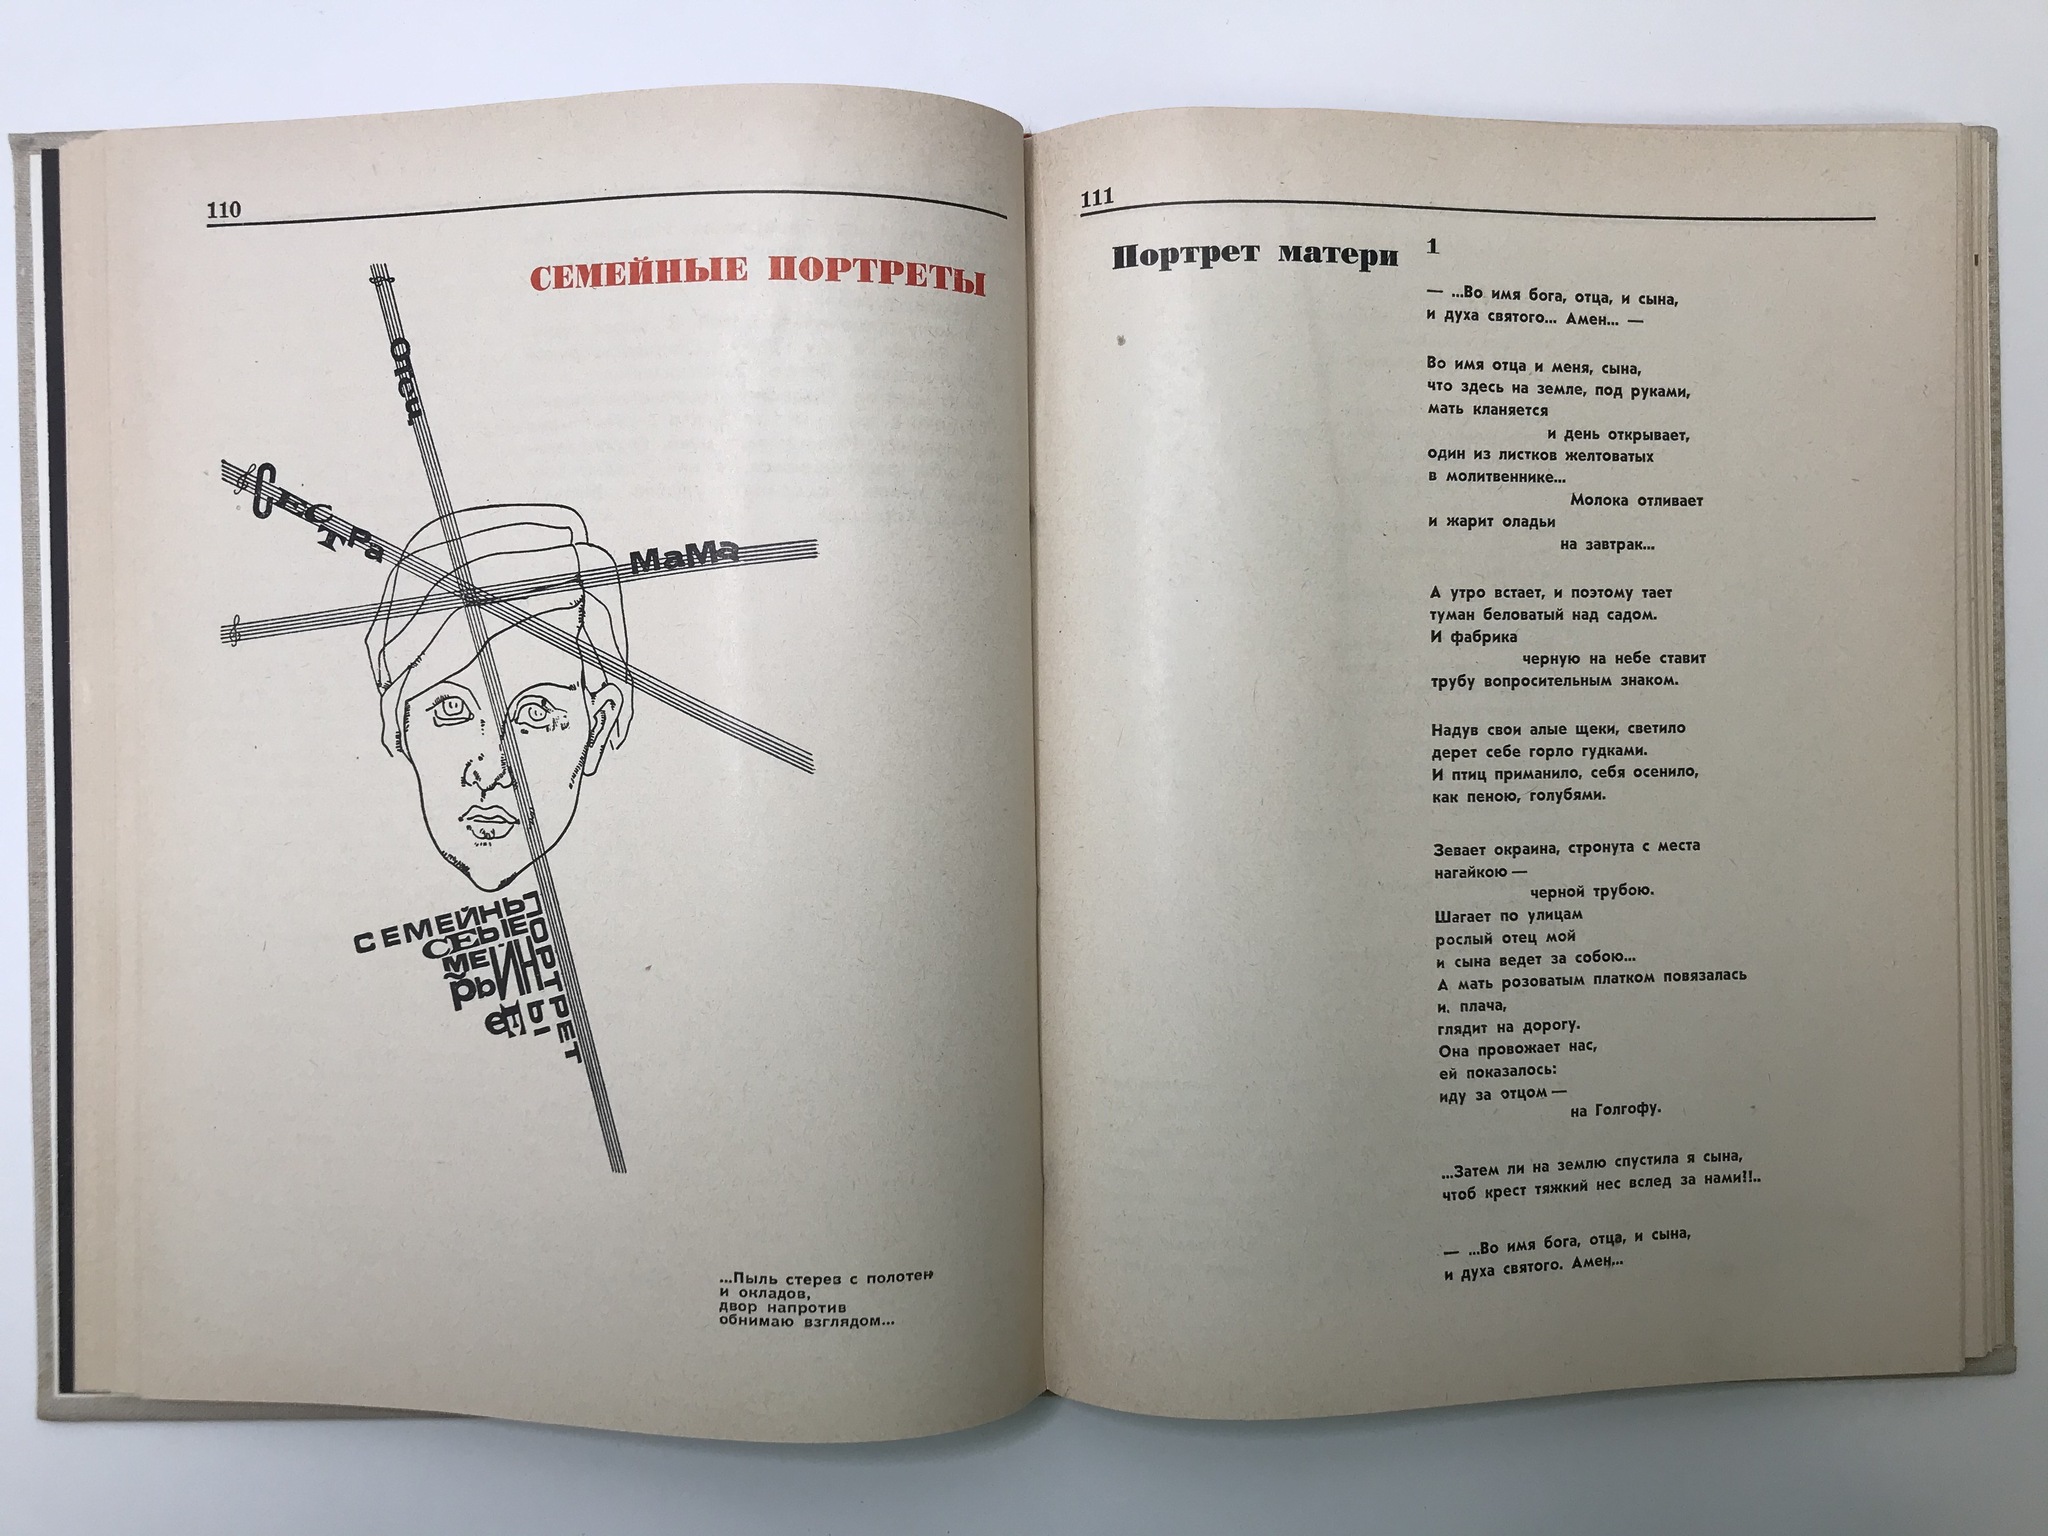 110
СЕМЕЙНЫЕ ПОРТРЕТЫ
отец
СЕСТРа
МаМа
СЕМЕЙНЫ
ПОРТРЕТ
...Пыль стерев с полотен
и окладов,
двор напротив
обнимаю взглядом...
111
Портрет матери
1
— ...Во имя бога, отца, и сына,
и духа святого... Амен... —
Во имя отца и меня, сына,
что здесь на земле, под руками,
мать кланяется
и день открывает,
один из листков желтоватых
в молитвеннике...
Молока отливает
и жарит оладьи
на завтрак...
А утро встает, и поэтому тает
туман беловатый над садом.
И фабрика
черную на небе ставит
трубу вопросительным знаком.
Надув свои алые щеки, светило
дерет себе горло гудками.
И птиц приманило, себя осенило,
как пеною, голубями.
Зевает окраина, стронута с места
нагайкою —
черной трубою.
Шагает по улицам
рослый отец мой
и сына ведет за собою...
А мать розоватым платком повязалась
и, плача,
глядит на дорогу.
Она провожает нас,
ей показалось:
иду за отцом —
на Голгофу.
...Затем ли на землю спустила я сына,
чтоб крест тяжкий нес вслед за нами?!..
— ...Во имя бога, отца, и сына,
и духа святого. Амен...